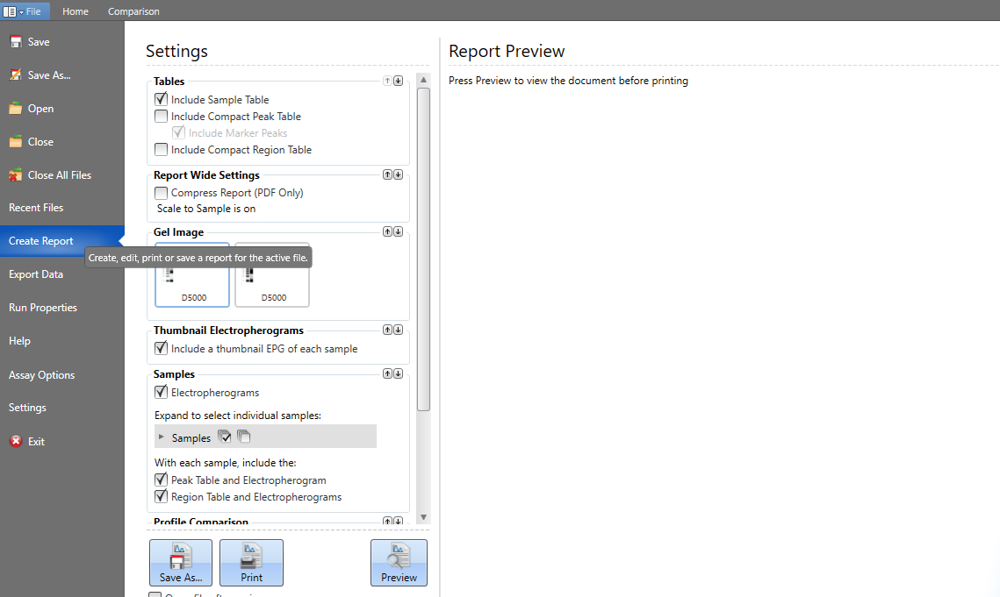 File Home Comparison
Save
Save As...
Open
Close
Close All Files
Recent Files
Create Report
Create, edit, print or save a report for the active file.
Export Data
Run Properties
Help
Assay Options
Settings
Exit
Settings
Tables
Include Sample Table
Include Compact Peak Table
Include Marker Peaks
Include Compact Region Table
Report Wide Settings
Compress Report (PDF Only)
Scale to Sample is on
Gel Image
D5000 D5000
Thumbnail Electropherograms
Include a thumbnail EPG of each sample
Samples
Electropherograms
Expand to select individual samples:
Samples
With each sample, include the:
Peak Table and Electropherogram
Region Table and Electropherograms
Profile Comparison
Save As... Print Preview
Report Preview
Press Preview to view the document before printing